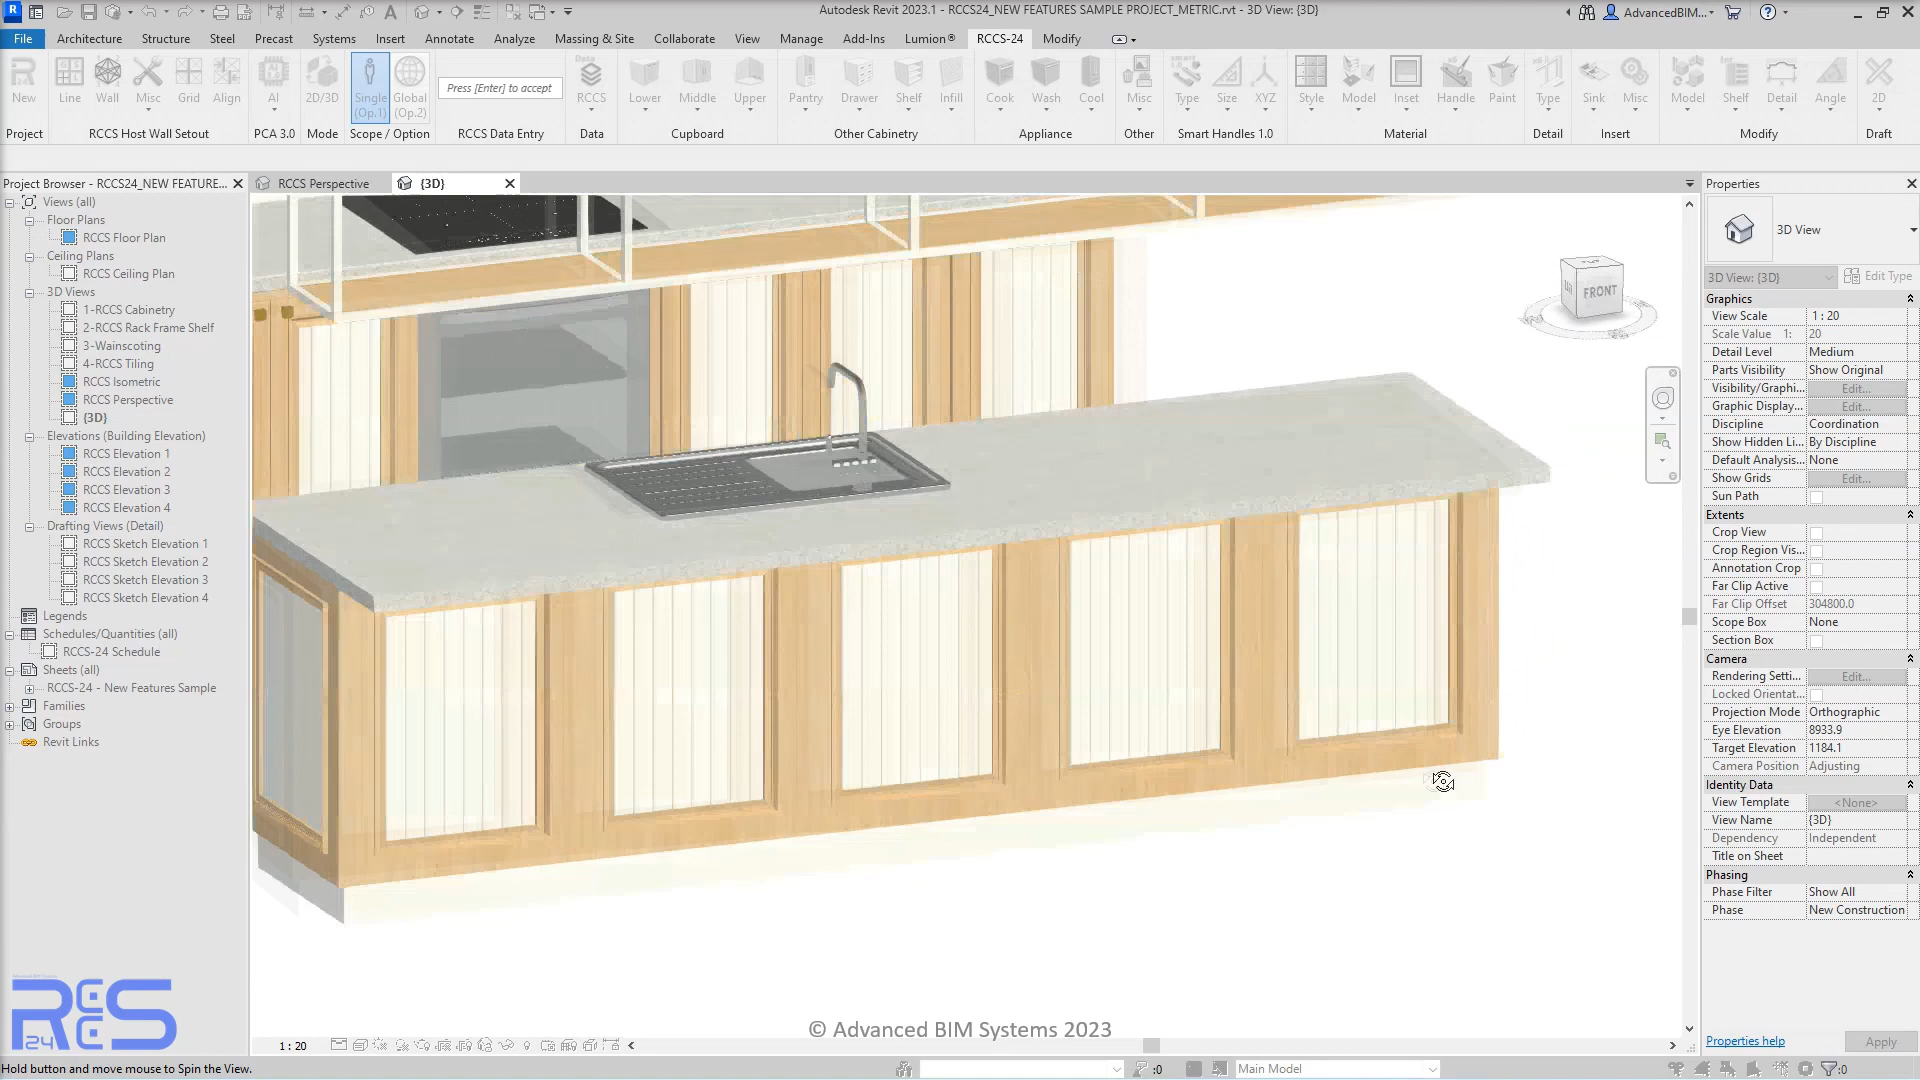 Autodesk Revit 2023.1 - RCCS24_NEW FEATURES SAMPLE PROJECT_METRIC.rvt - 3D View: {3D}
AdvancedBIM...
File Architecture Structure Steel Precast Systems Insert Annotate Analyze Massing & Site Collaborate View Manage Add-Ins Lumion® RCCS-24 Modify
New Line Wall Misc Grid Align AI 2D/3D Single (Op.1) Global (Op.2) Press [Enter] to accept Data RCCS Lower Middle Upper Pantry Drawer Shelf Infill Cook Wash Cool Misc Type Size XYZ Style Model Inset Handle Paint Type Sink Misc Model Shelf Detail Angle 2D
Project RCCS Host Wall Setout PCA 3.0 Mode Scope / Option RCCS Data Entry Data Cupboard Other Cabinetry Appliance Other Smart Handles 1.0 Material Detail Insert Modify Draft
Project Browser - RCCS24_NEW FEATURE...
Views (all)
Floor Plans
RCCS Floor Plan
Ceiling Plans
RCCS Ceiling Plan
3D Views
1-RCCS Cabinetry
2-RCCS Rack Frame Shelf
3-Wainscoting
4-RCCS Tiling
RCCS Isometric
RCCS Perspective
{3D}
Elevations (Building Elevation)
RCCS Elevation 1
RCCS Elevation 2
RCCS Elevation 3
RCCS Elevation 4
Drafting Views (Detail)
RCCS Sketch Elevation 1
RCCS Sketch Elevation 2
RCCS Sketch Elevation 3
RCCS Sketch Elevation 4
Legends
Schedules/Quantities (all)
RCCS-24 Schedule
Sheets (all)
RCCS-24 - New Features Sample
Families
Groups
Revit Links
RCCS Perspective {3D}
FRONT
Properties
3D View
3D View: {3D} Edit Type
Graphics
View Scale 1 : 20
Scale Value 1: 20
Detail Level Medium
Parts Visibility Show Original
Visibility/Graphi... Edit...
Graphic Display... Edit...
Discipline Coordination
Show Hidden Li... By Discipline
Default Analysis... None
Show Grids Edit...
Sun Path
Extents
Crop View
Crop Region Vis...
Annotation Crop
Far Clip Active
Far Clip Offset 304800.0
Scope Box None
Section Box
Camera
Rendering Setti... Edit...
Locked Orientat...
Projection Mode Orthographic
Eye Elevation 8933.9
Target Elevation 1184.1
Camera Position Adjusting
Identity Data
View Template <None>
View Name {3D}
Dependency Independent
Title on Sheet
Phasing
Phase Filter Show All
Phase New Construction
Properties help Apply
RCCS 24
© Advanced BIM Systems 2023
1 : 20
Hold button and move mouse to Spin the View.
:0 Main Model :0